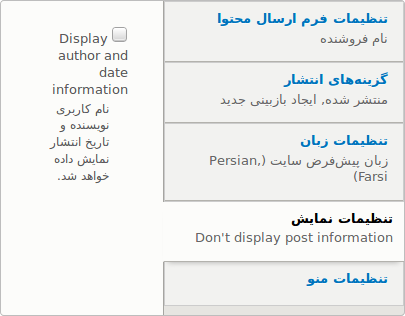 تنظیمات فرم ارسال محتوا
نام فروشنده
گزینه‌های انتشار
منتشر شده, ایجاد بازبینی جدید
تنظیمات زبان
زبان پیش‌فرض سایت (Persian,
Farsi)
تنظیمات نمایش
Don't display post information
تنظیمات منو
Display
author and
date
information
نام کاربری
نویسنده و
تاریخ انتشار
نمایش داده
خواهد شد.